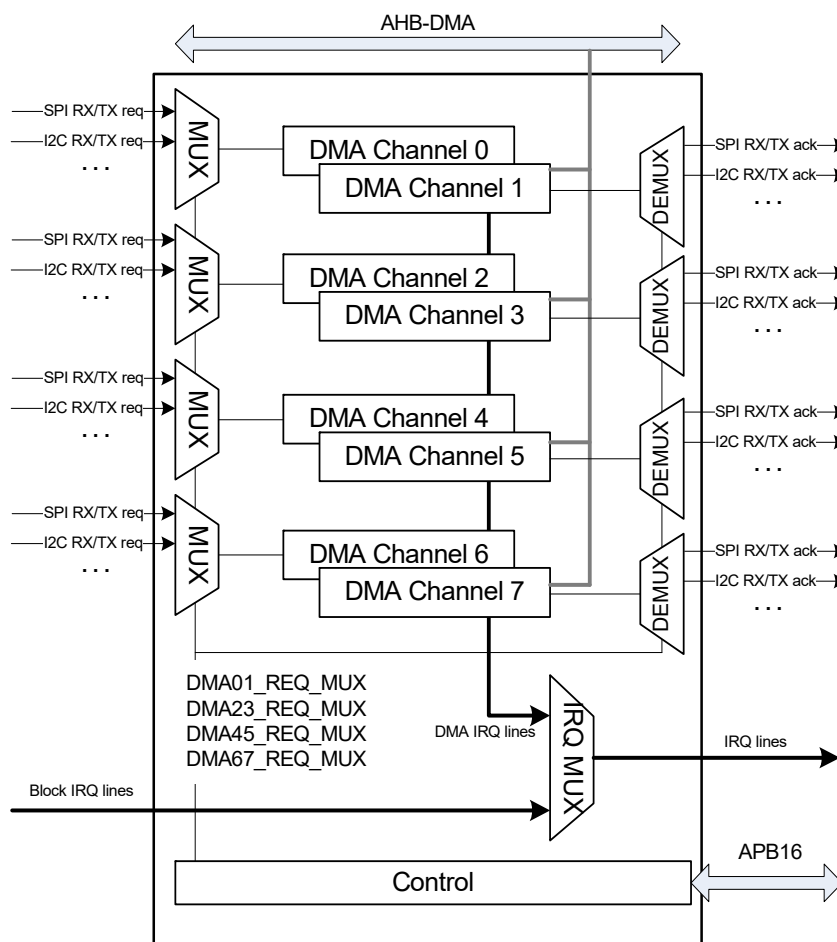 AHB-DMA
SPI RX/TX req
I2C RX/TX req
. . .
MUX
DMA Channel 0
DMA Channel 1
DEMUX
SPI RX/TX ack
I2C RX/TX ack
. . .
SPI RX/TX req
I2C RX/TX req
. . .
MUX
DMA Channel 2
DMA Channel 3
DEMUX
SPI RX/TX ack
I2C RX/TX ack
. . .
SPI RX/TX req
I2C RX/TX req
. . .
MUX
DMA Channel 4
DMA Channel 5
DEMUX
SPI RX/TX ack
I2C RX/TX ack
. . .
SPI RX/TX req
I2C RX/TX req
. . .
MUX
DMA Channel 6
DMA Channel 7
DEMUX
SPI RX/TX ack
I2C RX/TX ack
. . .
DMA01_REQ_MUX
DMA23_REQ_MUX
DMA45_REQ_MUX
DMA67_REQ_MUX
DMA IRQ lines
IRQ MUX
IRQ lines
Block IRQ lines
Control
APB16